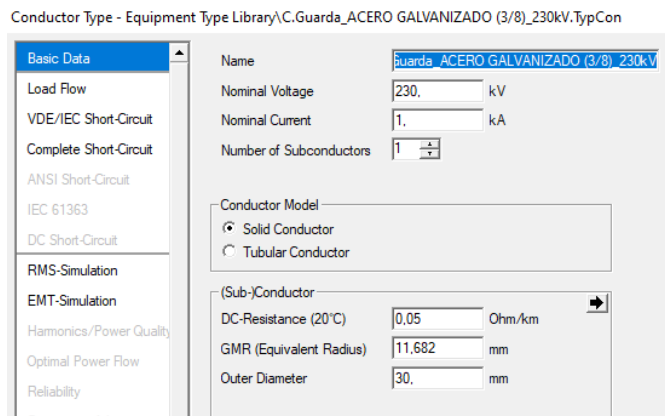 Conductor Type - Equipment Type Library\C.Guarda_ACERO GALVANIZADO (3/8)_230kV.TypCon
Basic Data
Load Flow
VDE/IEC Short-Circuit
Complete Short-Circuit
ANSI Short-Circuit
IEC 61363
DC Short-Circuit
RMS-Simulation
EMT-Simulation
Harmonics/Power Quality
Optimal Power Flow
Reliability
Name Guarda_ACERO GALVANIZADO (3/8)_230kV
Nominal Voltage 230, kV
Nominal Current 1, kA
Number of Subconductors 1
Conductor Model
Solid Conductor
Tubular Conductor
(Sub-)Conductor
DC-Resistance (20°C) 0,05 Ohm/km
GMR (Equivalent Radius) 11,682 mm
Outer Diameter 30, mm